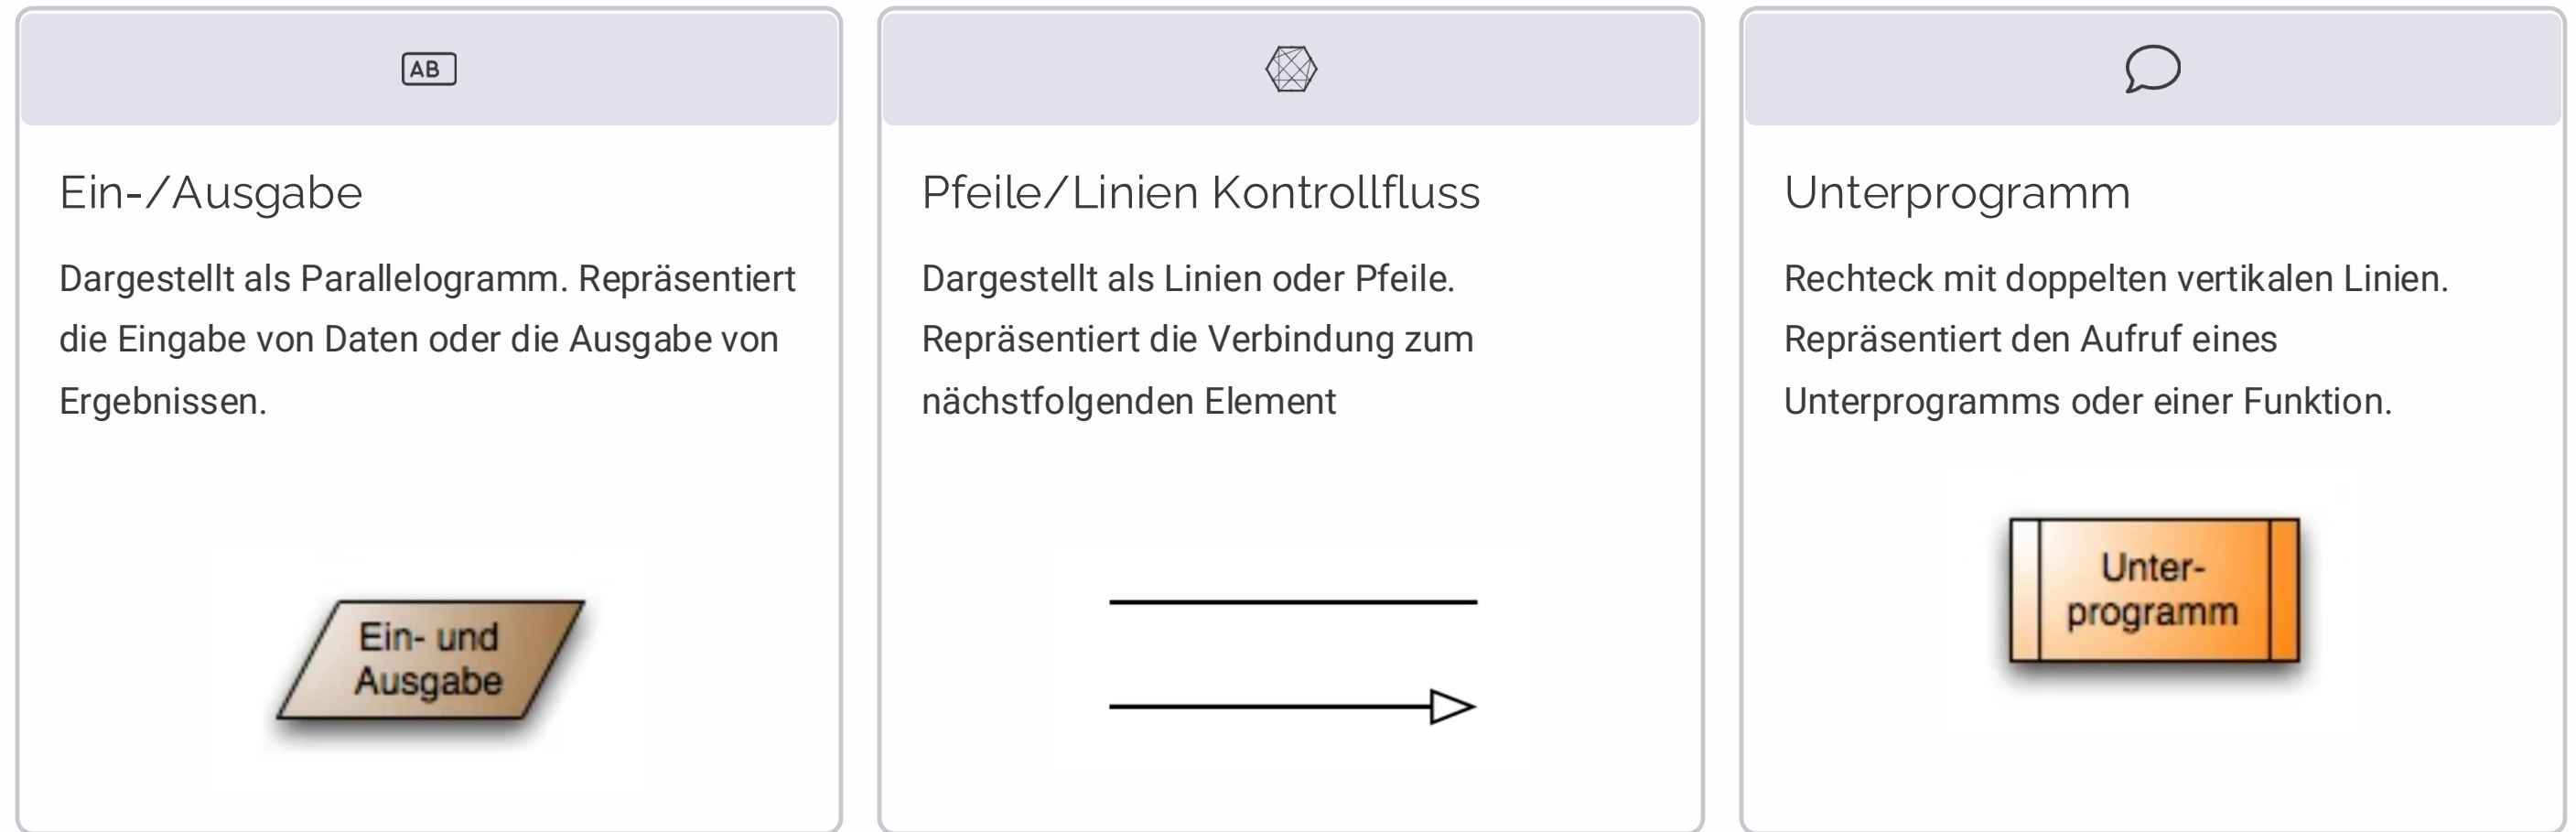 AB
Ein-/Ausgabe
Dargestellt als Parallelogramm. Repräsentiert
die Eingabe von Daten oder die Ausgabe von
Ergebnissen.
Ein- und
Ausgabe
Pfeile/Linien Kontrollfluss
Dargestellt als Linien oder Pfeile.
Repräsentiert die Verbindung zum
nächstfolgenden Element
Unterprogramm
Rechteck mit doppelten vertikalen Linien.
Repräsentiert den Aufruf eines
Unterprogramms oder einer Funktion.
Unter-
programm